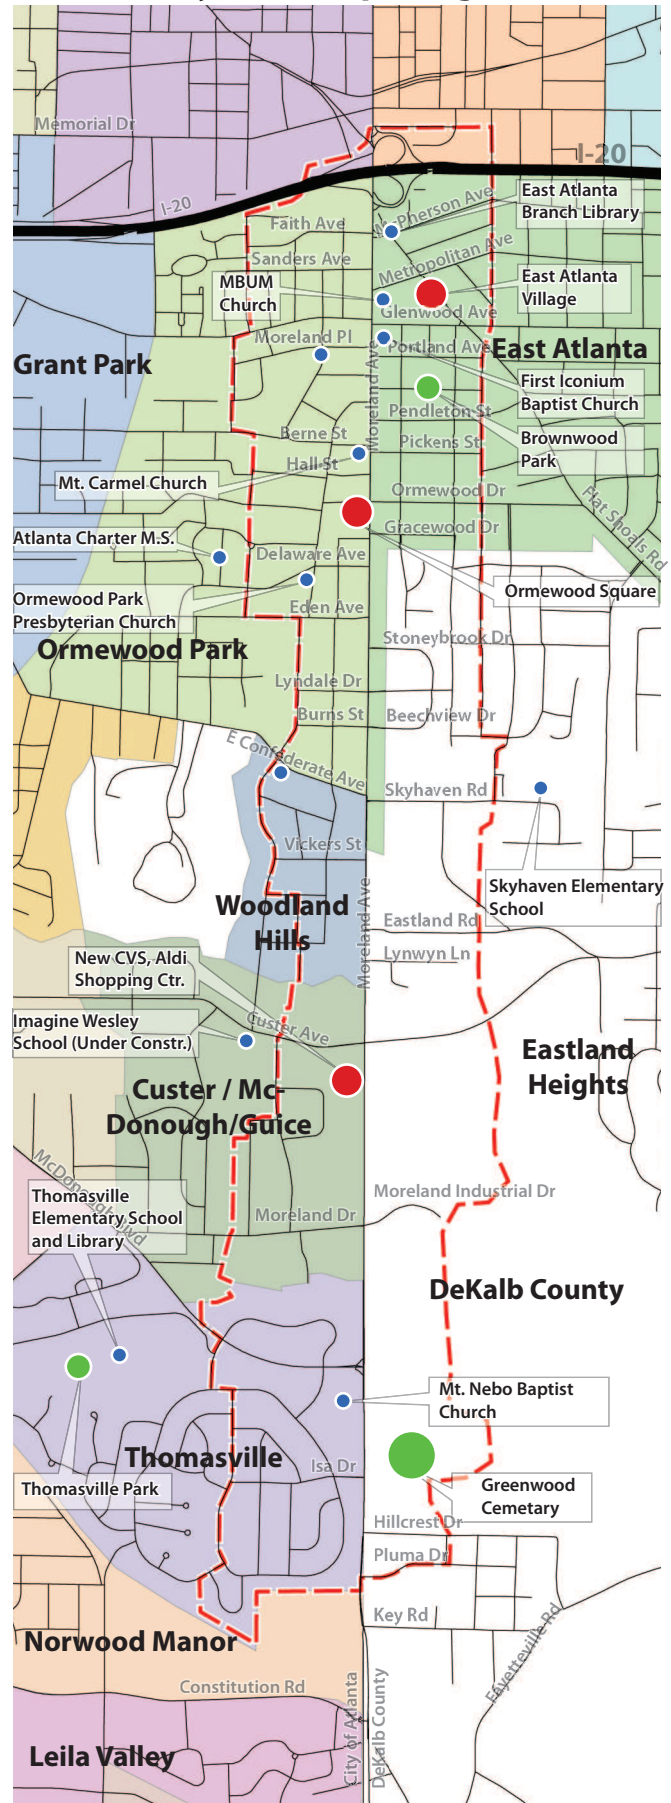 Memorial Dr
I-20
I-20
McPherson Ave
East Atlanta
Branch Library
Faith Ave
Metropolitan Ave
Sanders Ave
MBUM
Church
East Atlanta
Village
Glenwood Ave
Moreland Pl
Portland Ave
East Atlanta
Grant Park
Moreland Ave
First Iconium
Baptist Church
Pendleton St
Berne St
Pickens St
Brownwood
Park
Hall St
Mt. Carmel Church
Ormewood Dr
Flat Shoals Rd
Gracewood Dr
Atlanta Charter M.S.
Delaware Ave
Ormewood Square
Ormewood Park
Presbyterian Church
Eden Ave
Stoneybrook Dr
Ormewood Park
Lyndale Dr
Burns St
Beechview Dr
E Confederate Ave
Skyhaven Rd
Vickers St
Skyhaven Elementary
School
Woodland
Hills
Moreland Ave
Eastland Rd
Lynwyn Ln
New CVS, Aldi
Shopping Ctr.
Imagine Wesley
School (Under Constr.)
Custer Ave
Eastland
Heights
Custer / Mc-
Donough/Guice
McDonough Blvd
Moreland Industrial Dr
Thomasville
Elementary School
and Library
Moreland Dr
DeKalb County
Mt. Nebo Baptist
Church
Thomasville
Isa Dr
Thomasville Park
Greenwood
Cemetary
Hillcrest Dr
Pluma Dr
Key Rd
Norwood Manor
Fayetteville Rd
Constitution Rd
City of Atlanta
DeKalb County
Leila Valley